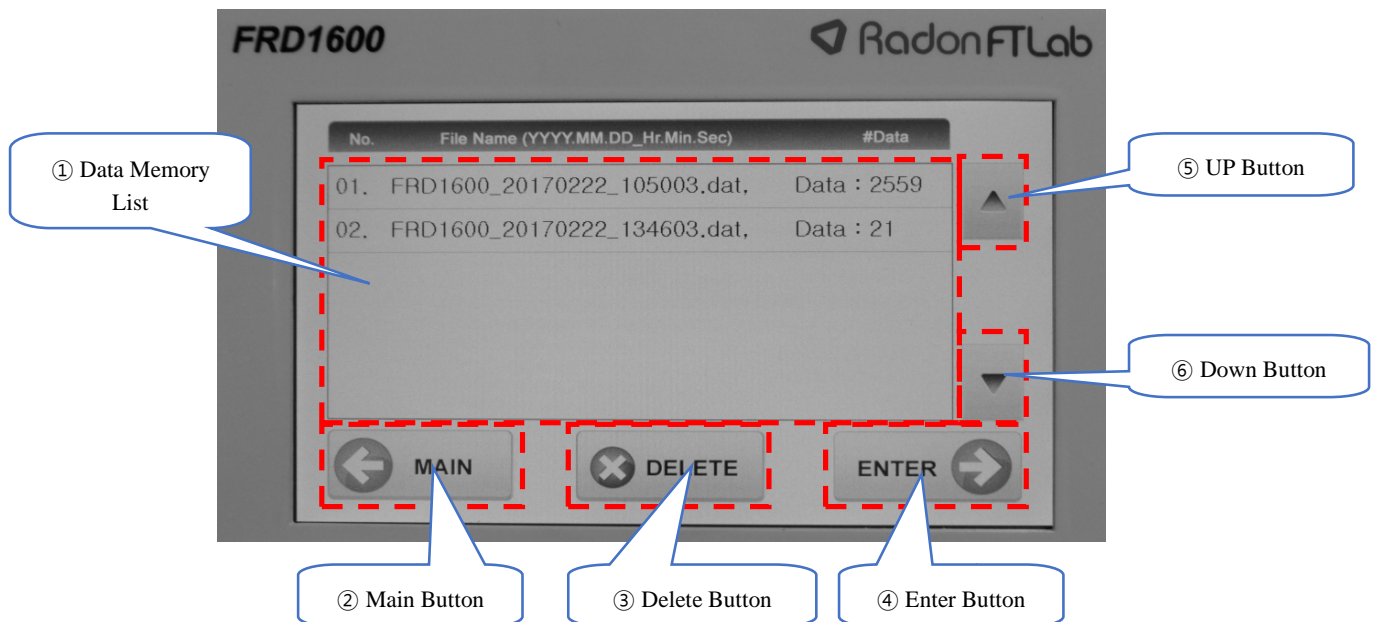 FRD1600
Radon FTLab
No. File Name (YYYY.MM.DD_Hr.Min.Sec) #Data
01. FRD1600_20170222_105003.dat, Data : 2559
02. FRD1600_20170222_134603.dat, Data : 21
MAIN
DELETE
ENTER
① Data Memory
List
⑤ UP Button
⑥ Down Button
② Main Button
③ Delete Button
④ Enter Button